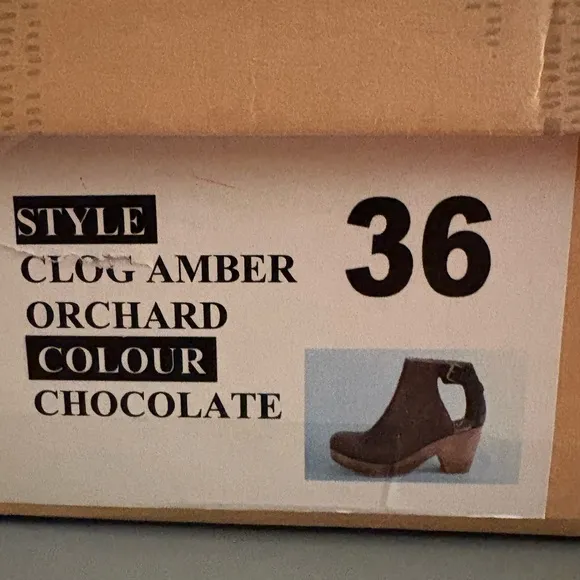 STYLE
CLOG AMBER
ORCHARD
COLOUR
CHOCOLATE
36